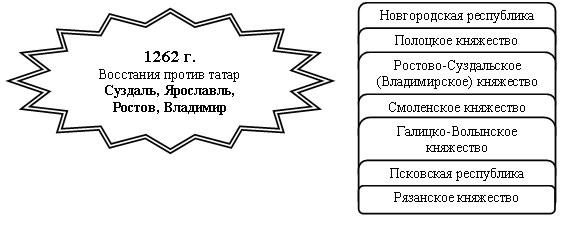 1262 г.
Восстания против татар
Суздаль, Ярославль,
Ростов, Владимир
Новгородская республика
Полоцкое княжество
Ростово-Суздальское
(Владимирское) княжество
Смоленское княжество
Галицко-Волынское
княжество
Псковская республика
Рязанское княжество